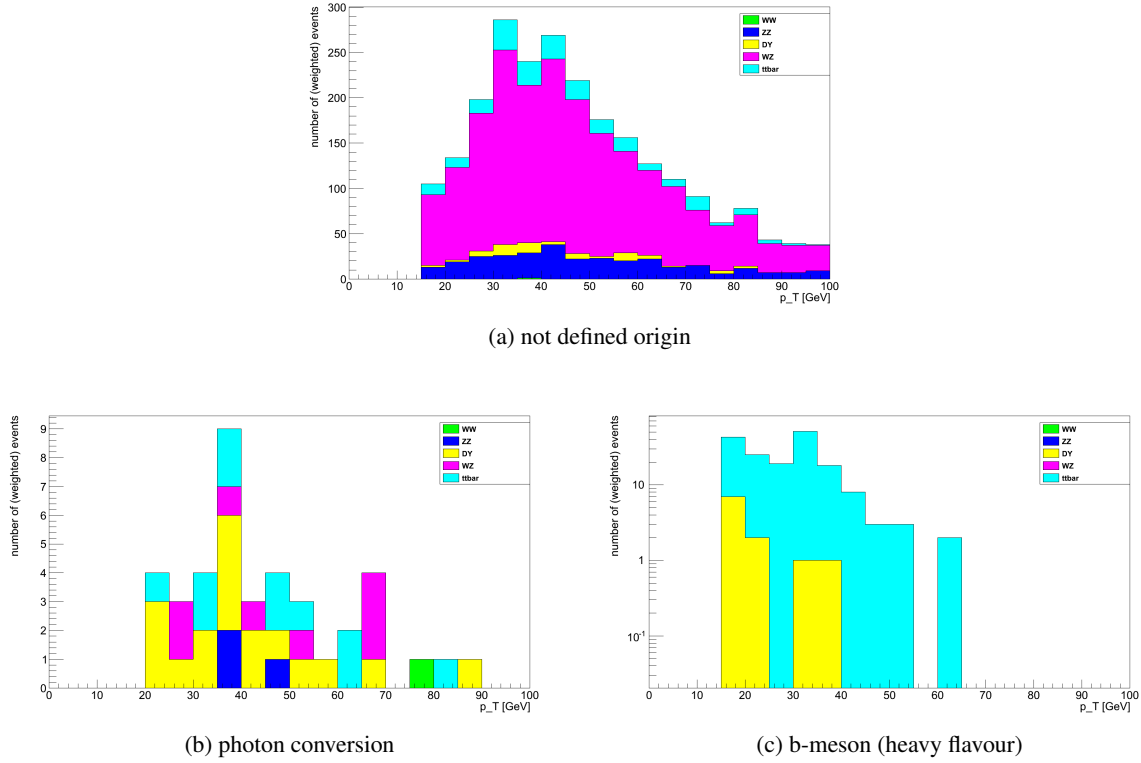 number of (weighted) events
300
250
200
150
100
50
0
WW
ZZ
DY
WZ
ttbar
0 10 20 30 40 50 60 70 80 90 100
p_T [GeV]
(a) not defined origin
number of (weighted) events
9
8
7
6
5
4
3
2
1
0
WW
ZZ
DY
WZ
ttbar
0 10 20 30 40 50 60 70 80 90 100
p_T [GeV]
(b) photon conversion
number of (weighted) events
10
1
10⁻¹
WW
ZZ
DY
WZ
ttbar
0 10 20 30 40 50 60 70 80 90 100
p_T [GeV]
(c) b-meson (heavy flavour)